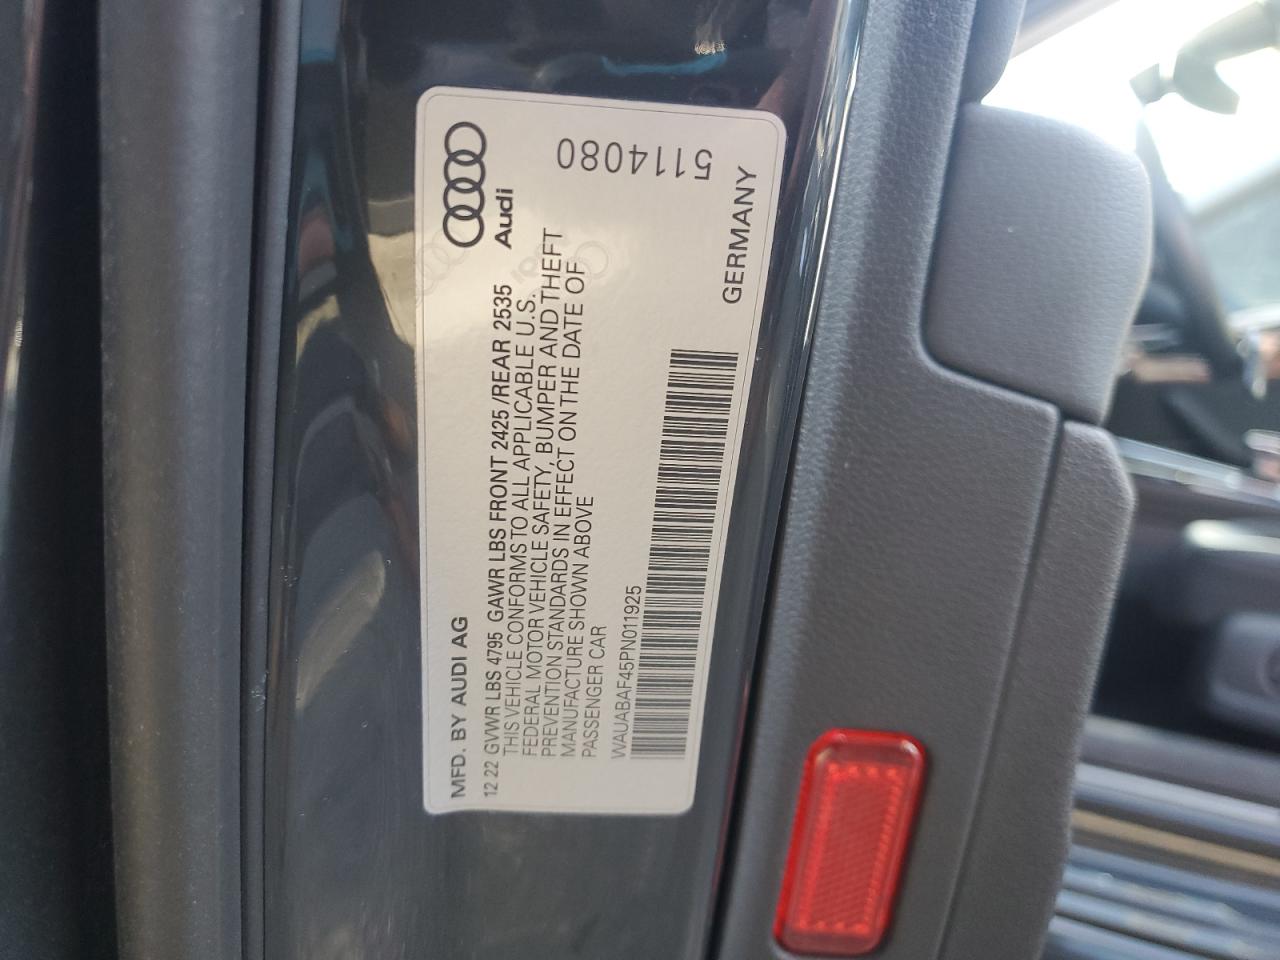 MFD. BY AUDI AG
Audi
12 22 GVWR LBS 4795 GAWR LBS FRONT 2425 /REAR 2535
THIS VEHICLE CONFORMS TO ALL APPLICABLE U.S.
FEDERAL MOTOR VEHICLE SAFETY, BUMPER AND THEFT
PREVENTION STANDARDS IN EFFECT ON THE DATE OF
MANUFACTURE SHOWN ABOVE
PASSENGER CAR
5114080
WAUABAF45PN011925
GERMANY